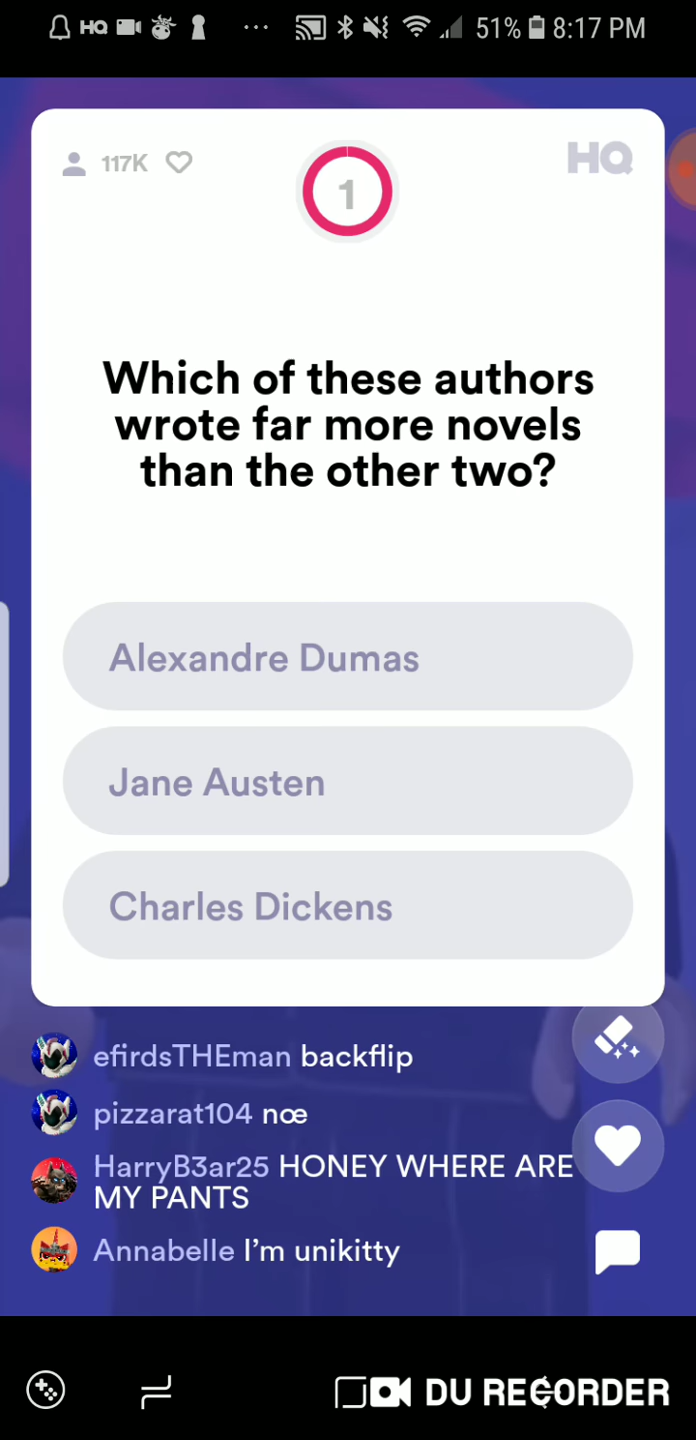 HQ ... 51% 8:17 PM
117K 1 HQ
Which of these authors
wrote far more novels
than the other two?
Alexandre Dumas
Jane Austen
Charles Dickens
efirdsTHEman backflip
pizzarat104 nœ
HarryB3ar25 HONEY WHERE ARE
MY PANTS
Annabelle I'm unikitty
DU RECORDER